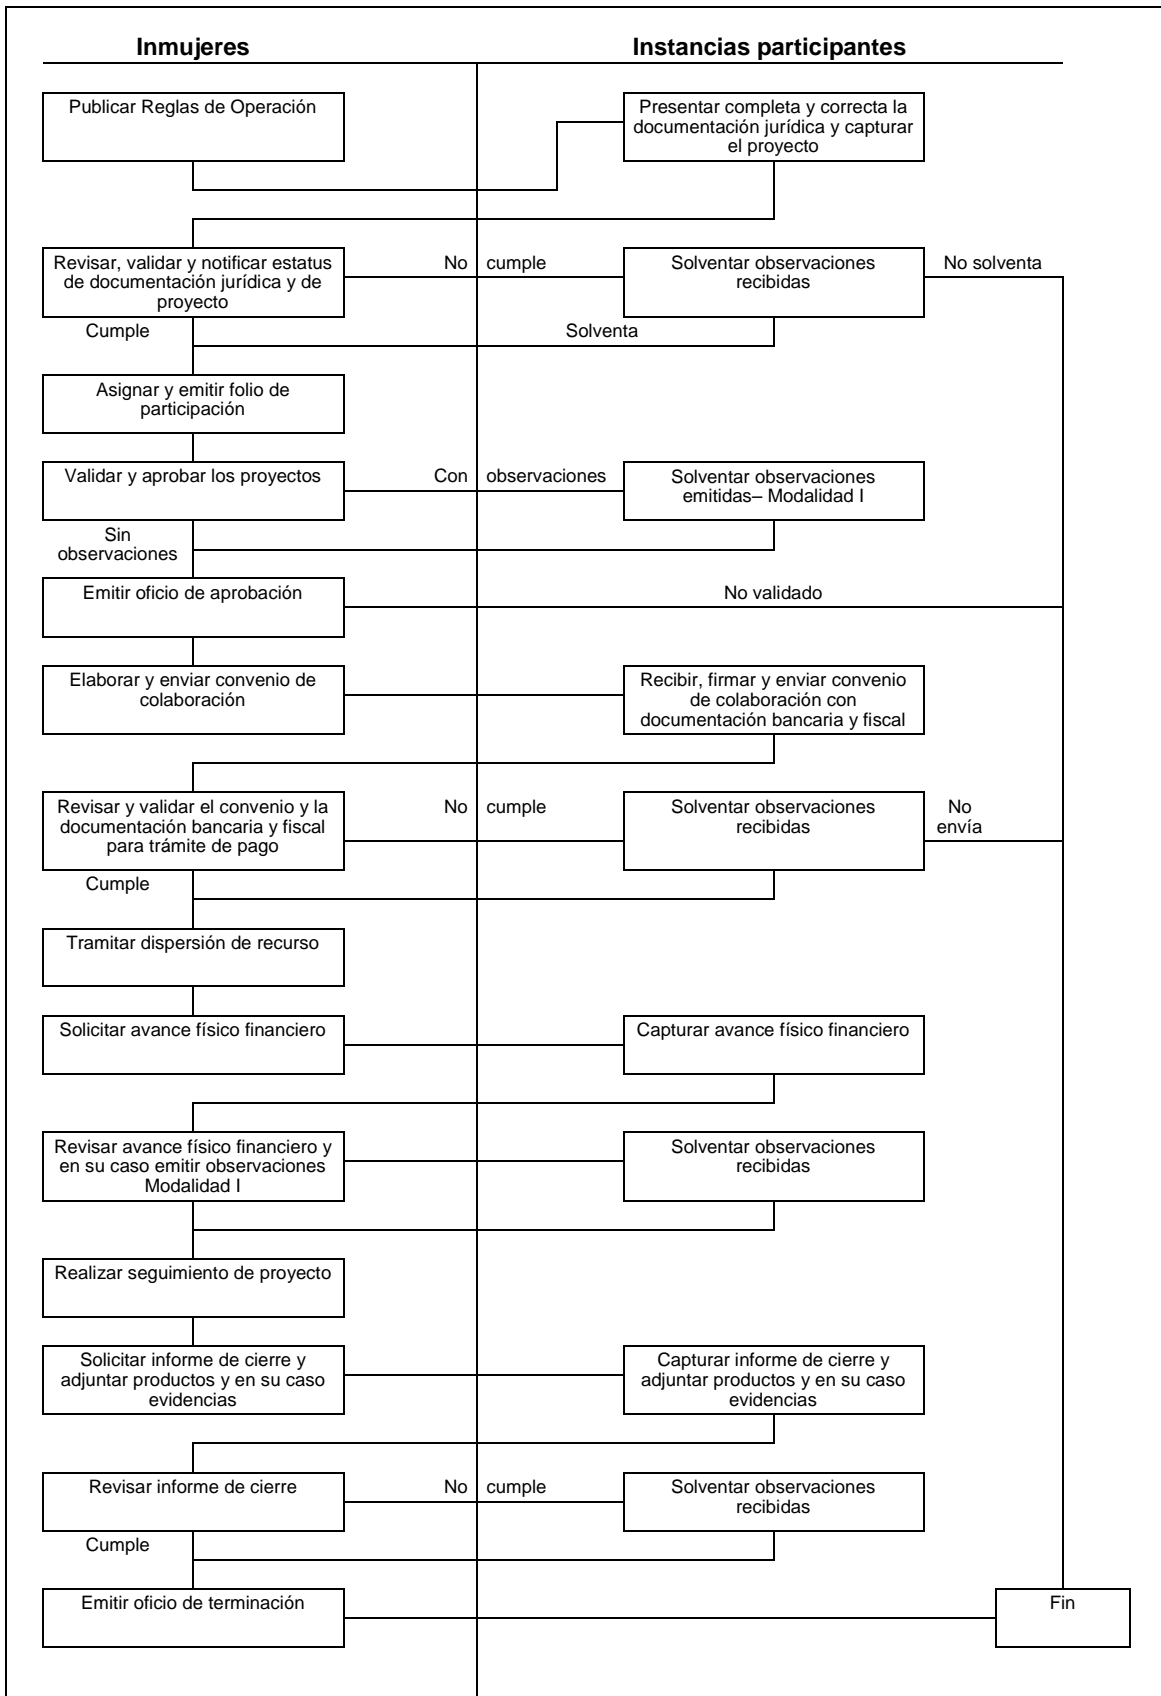 Inmujeres
Instancias participantes
Publicar Reglas de Operación
Presentar completa y correcta la
documentación jurídica y capturar
el proyecto
Revisar, validar y notificar estatus
de documentación jurídica y de
proyecto
No cumple
Solventar observaciones
recibidas
No solventa
Cumple
Solventa
Asignar y emitir folio de
participación
Validar y aprobar los proyectos
Con observaciones
Solventar observaciones
emitidas– Modalidad I
Sin
observaciones
Emitir oficio de aprobación
No validado
Elaborar y enviar convenio de
colaboración
Recibir, firmar y enviar convenio
de colaboración con
documentación bancaria y fiscal
Revisar y validar el convenio y la
documentación bancaria y fiscal
para trámite de pago
No cumple
Solventar observaciones
recibidas
No
envía
Cumple
Tramitar dispersión de recurso
Solicitar avance físico financiero
Capturar avance físico financiero
Revisar avance físico financiero y
en su caso emitir observaciones
Modalidad I
Solventar observaciones
recibidas
Realizar seguimiento de proyecto
Solicitar informe de cierre y
adjuntar productos y en su caso
evidencias
Capturar informe de cierre y
adjuntar productos y en su caso
evidencias
Revisar informe de cierre
No cumple
Solventar observaciones
recibidas
Cumple
Emitir oficio de terminación
Fin